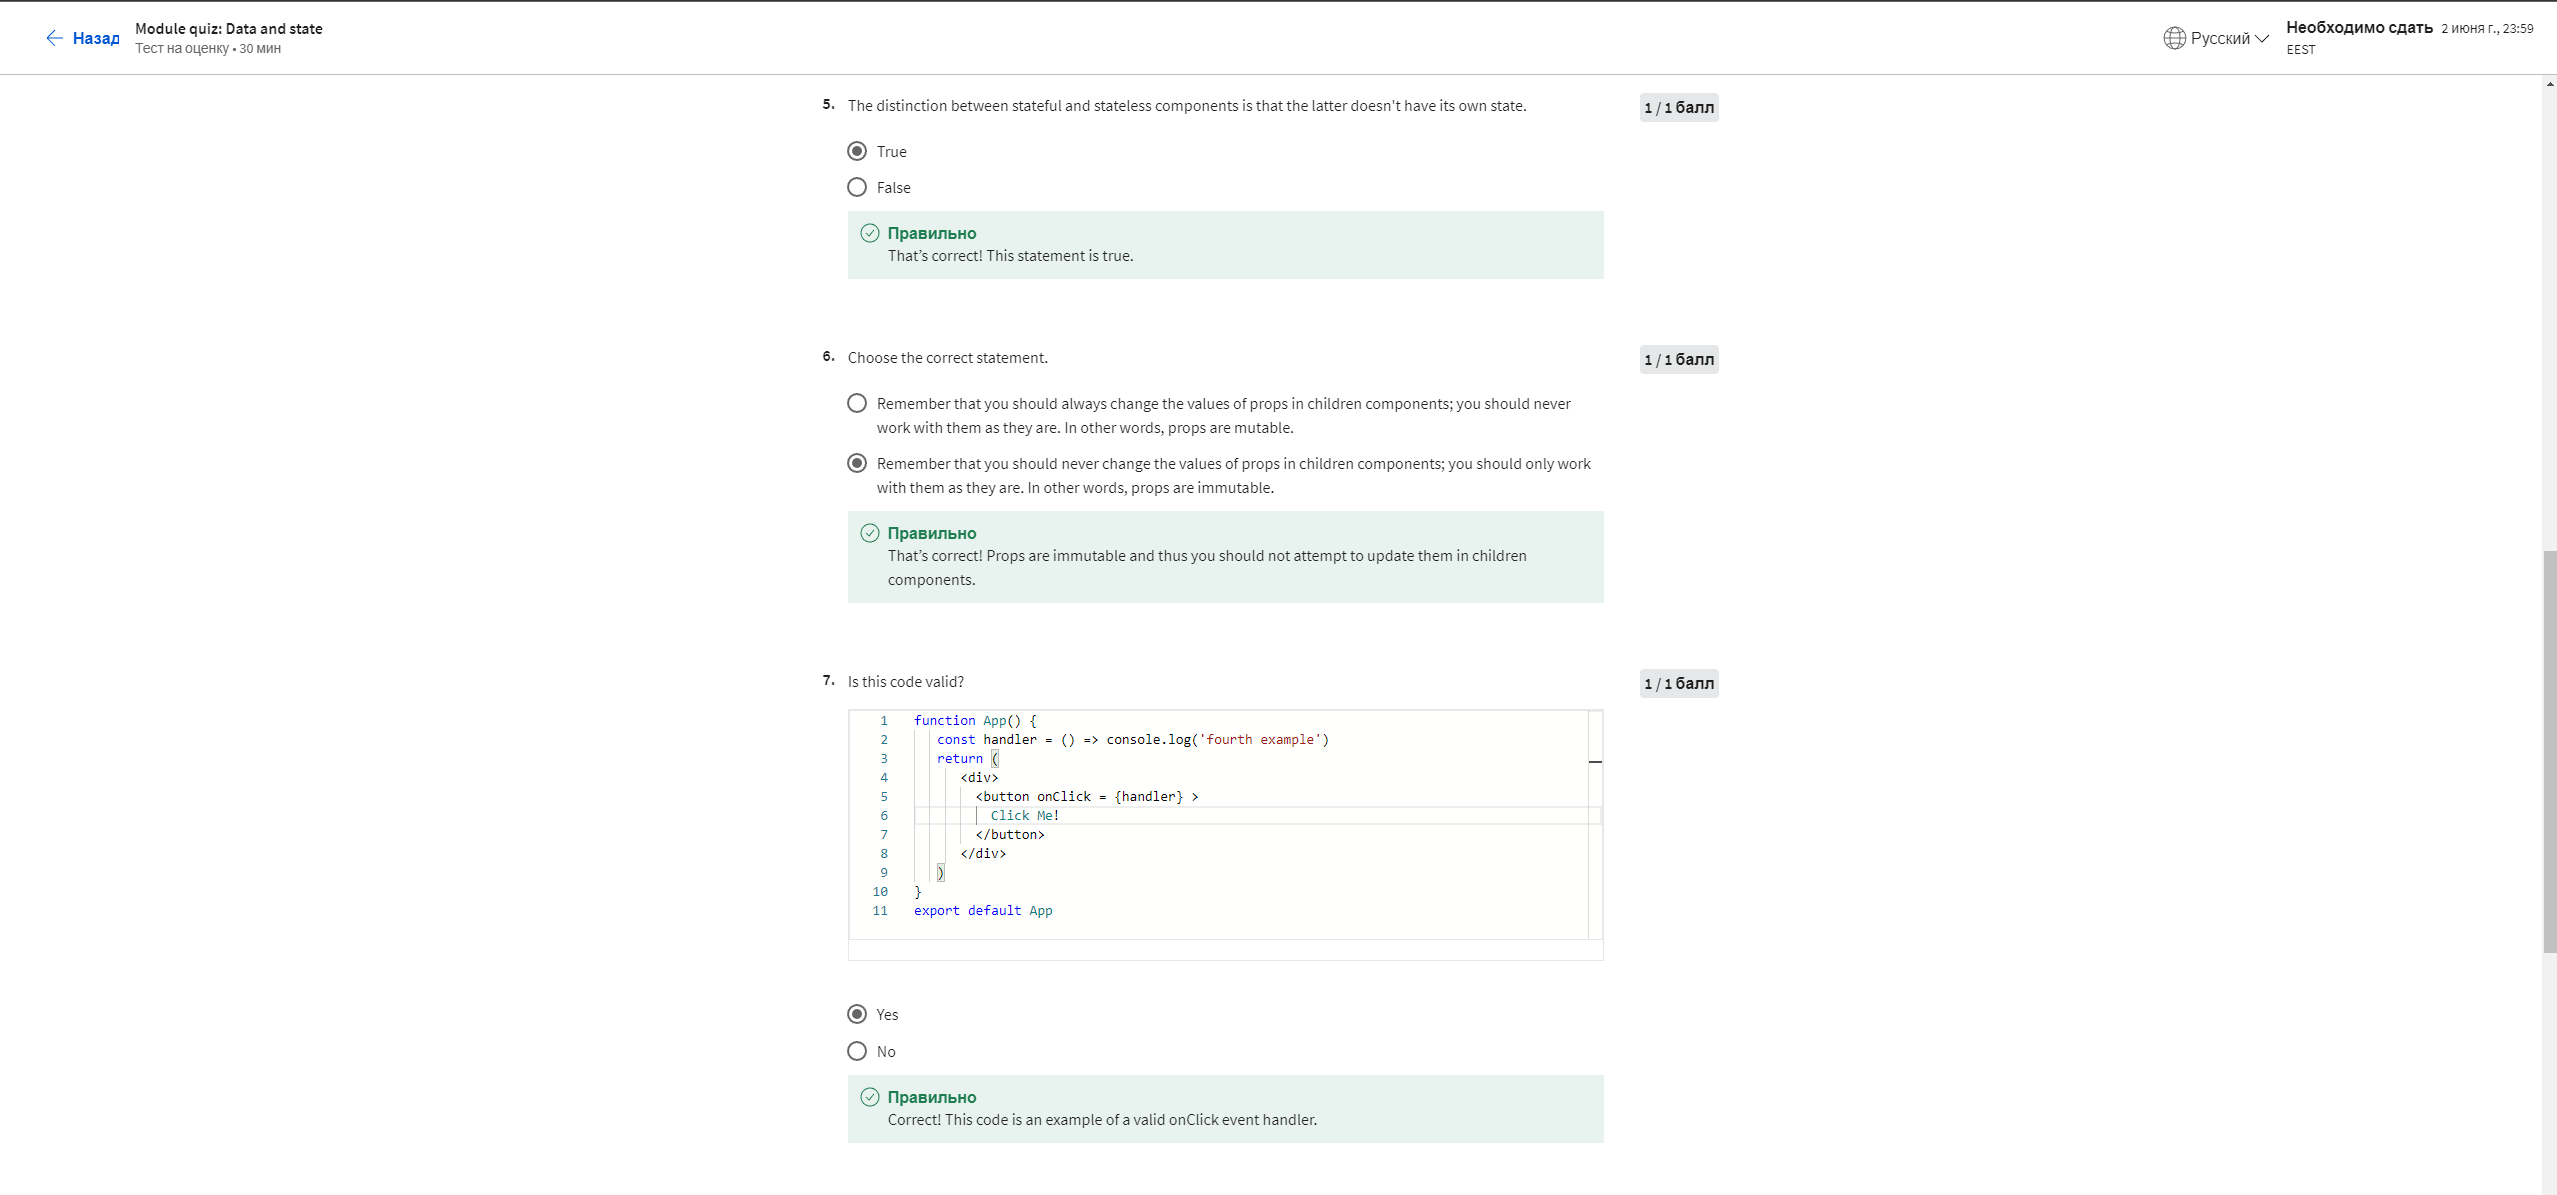 Назад
Module quiz: Data and state
Тест на оценку • 30 мин
Русский
Необходимо сдать 2 июня г., 23:59
EEST
5. The distinction between stateful and stateless components is that the latter doesn't have its own state.
1 / 1 балл
True
False
Правильно
That’s correct! This statement is true.
6. Choose the correct statement.
1 / 1 балл
Remember that you should always change the values of props in children components; you should never
work with them as they are. In other words, props are mutable.
Remember that you should never change the values of props in children components; you should only work
with them as they are. In other words, props are immutable.
Правильно
That’s correct! Props are immutable and thus you should not attempt to update them in children
components.
7. Is this code valid?
1 / 1 балл
1 function App() {
2 const handler = () => console.log('fourth example')
3 return (
4 <div>
5 <button onClick = {handler} >
6 Click Me!
7 </button>
8 </div>
9 )
10 }
11 export default App
Yes
No
Правильно
Correct! This code is an example of a valid onClick event handler.